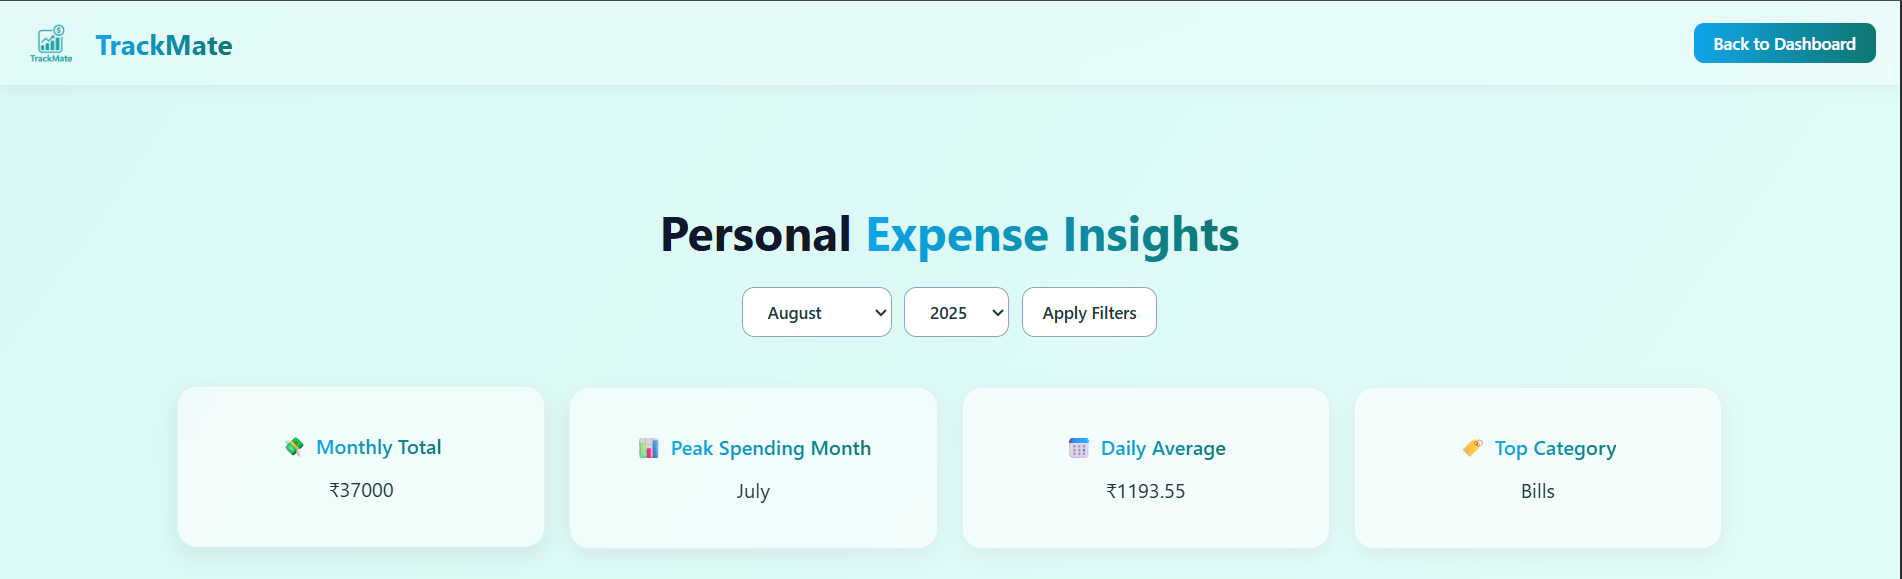 TrackMate
TrackMate
Back to Dashboard
Personal Expense Insights
August
2025
Apply Filters
Monthly Total
₹37000
Peak Spending Month
July
Daily Average
₹1193.55
Top Category
Bills